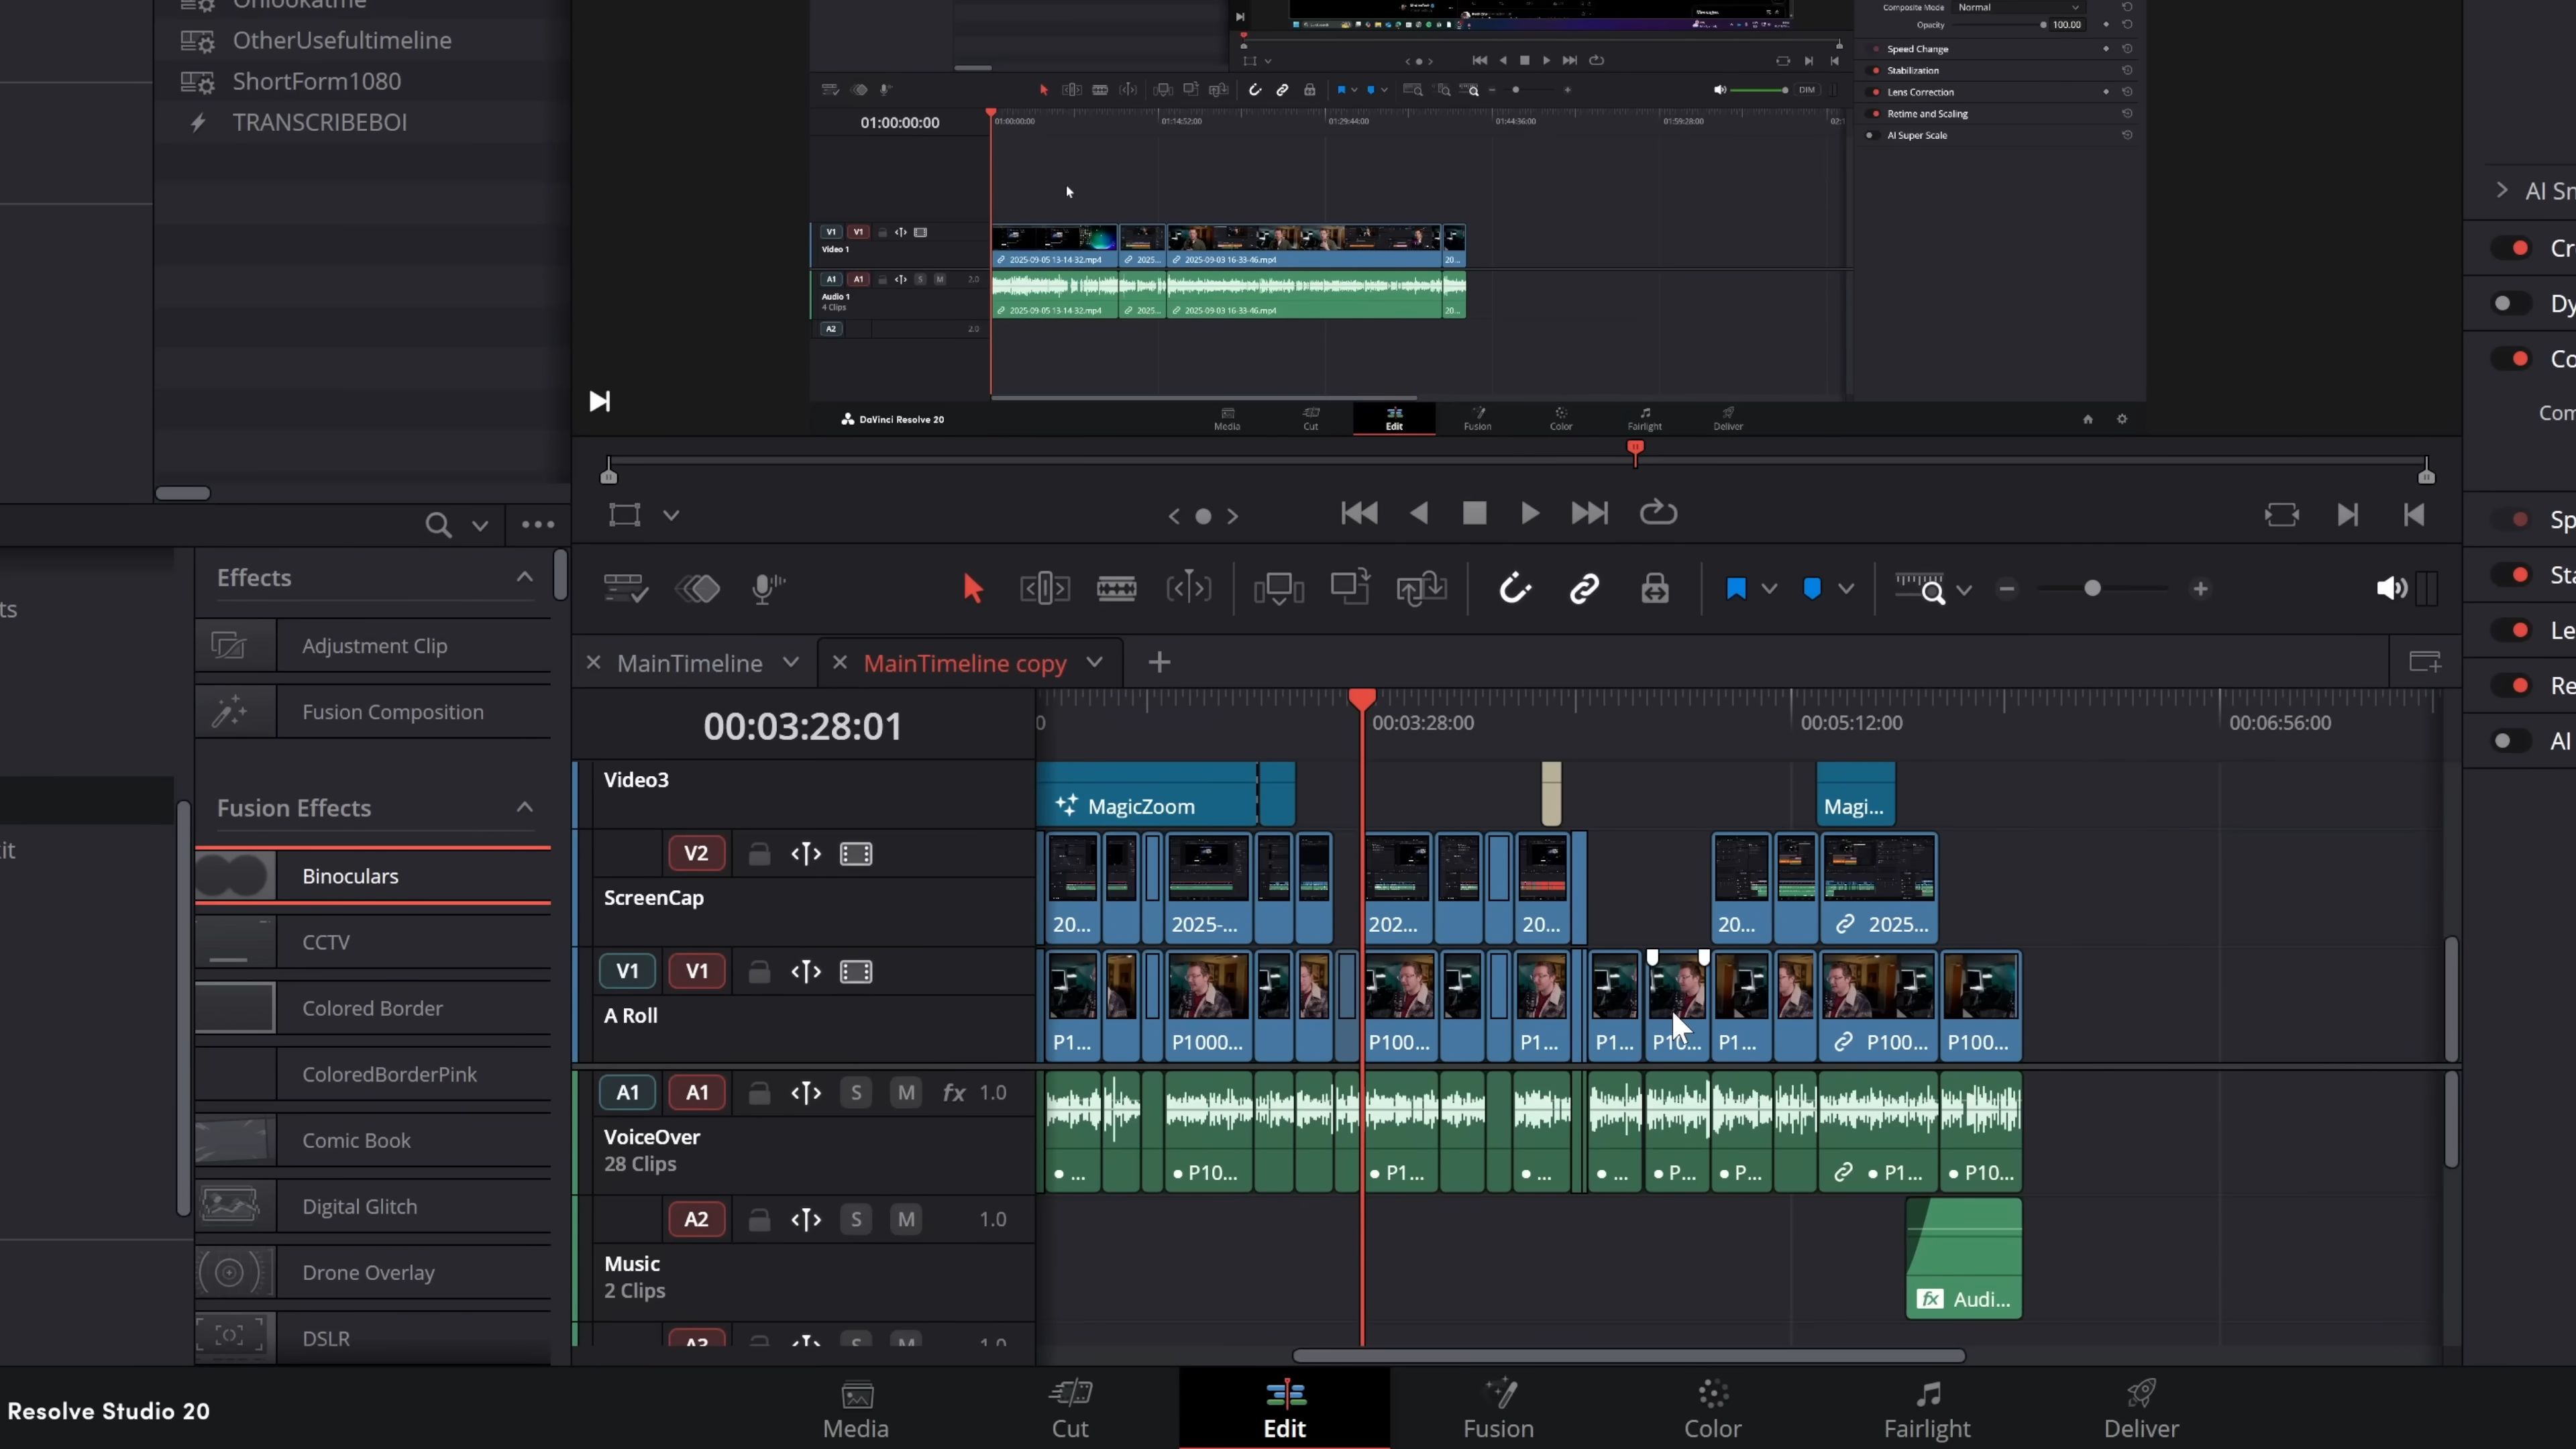 OtherUsefultimeline
ShortForm1080
TRANSCRIBEBOI
Composite Mode Normal
Opacity 100.00
Speed Change
Stabilization
Lens Correction
Retime and Scaling
AI Super Scale
DIM
01:00:00:00
01:00:00:00 01:14:52:00 01:29:44:00 01:44:36:00 01:59:28:00
V1 V1
Video 1
2025-09-05 13-14-32.mp4 2025... 2025-09-03 16-33-46.mp4 20...
A1 A1 S M 2.0
Audio 1
4 Clips
2025-09-05 13-14-32.mp4 2025... 2025-09-03 16-33-46.mp4 20...
A2 2.0
DaVinci Resolve 20
Media Cut Edit Fusion Color Fairlight Deliver
AI Sm
Cr
Dy
Co
Com
Sp
Sta
Le
Re
AI
ts
it
Effects
Adjustment Clip
Fusion Composition
Fusion Effects
Binoculars
CCTV
Colored Border
ColoredBorderPink
Comic Book
Digital Glitch
Drone Overlay
DSLR
MainTimeline
MainTimeline copy
00:03:28:01
0 00:03:28:00 00:05:12:00 00:06:56:00
Video3
MagicZoom Magi...
V2
ScreenCap
20... 2025-... 202... 20... 20... 2025...
V1 V1
A Roll
P1... P1000... P100... P1... P1... P10... P1... P100... P100...
A1 A1 S M fx 1.0
VoiceOver
28 Clips
... P10... P1... ... ... P... P... P1... P10...
A2 S M 1.0
Music
2 Clips
fx Audi...
A3 S M 1.0
Resolve Studio 20
Media Cut Edit Fusion Color Fairlight Deliver